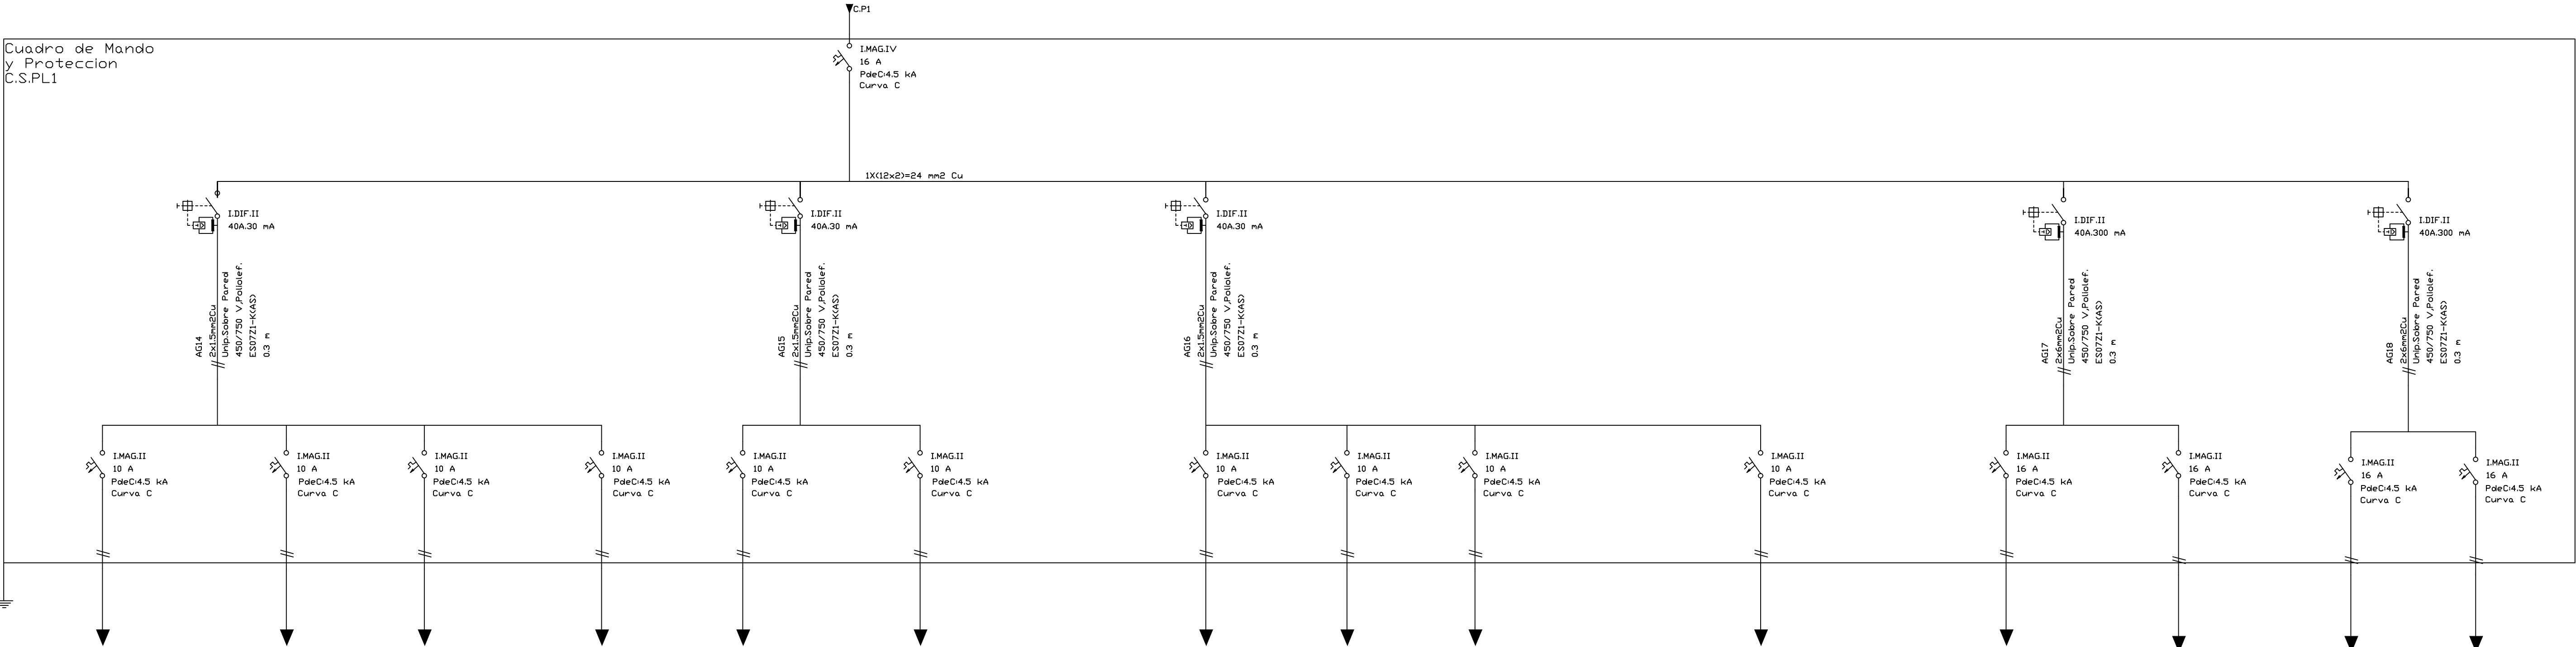 C.P1
Cuadro de Mando
y Proteccion
C.S.PL1
I.MAG.IV
16 A
PdeC:4.5 kA
Curva C
1X(12x2)=24 mm2 Cu
I.DIF.II
40A.30 mA
I.DIF.II
40A.30 mA
I.DIF.II
40A.30 mA
I.DIF.II
40A.300 mA
I.DIF.II
40A.300 mA
AG14
2x1.5mm2Cu
Unip.Sobre Pared
450/750 V,Poliolef.
ES07Z1-K(AS)
0.3 m
AG15
2x1.5mm2Cu
Unip.Sobre Pared
450/750 V,Poliolef.
ES07Z1-K(AS)
0.3 m
AG16
2x1.5mm2Cu
Unip.Sobre Pared
450/750 V,Poliolef.
ES07Z1-K(AS)
0.3 m
AG17
2x6mm2Cu
Unip.Sobre Pared
450/750 V,Poliolef.
ES07Z1-K(AS)
0.3 m
AG18
2x6mm2Cu
Unip.Sobre Pared
450/750 V,Poliolef.
ES07Z1-K(AS)
0.3 m
I.MAG.II
10 A
PdeC:4.5 kA
Curva C
I.MAG.II
10 A
PdeC:4.5 kA
Curva C
I.MAG.II
10 A
PdeC:4.5 kA
Curva C
I.MAG.II
10 A
PdeC:4.5 kA
Curva C
I.MAG.II
10 A
PdeC:4.5 kA
Curva C
I.MAG.II
10 A
PdeC:4.5 kA
Curva C
I.MAG.II
10 A
PdeC:4.5 kA
Curva C
I.MAG.II
10 A
PdeC:4.5 kA
Curva C
I.MAG.II
10 A
PdeC:4.5 kA
Curva C
I.MAG.II
10 A
PdeC:4.5 kA
Curva C
I.MAG.II
16 A
PdeC:4.5 kA
Curva C
I.MAG.II
16 A
PdeC:4.5 kA
Curva C
I.MAG.II
16 A
PdeC:4.5 kA
Curva C
I.MAG.II
16 A
PdeC:4.5 kA
Curva C